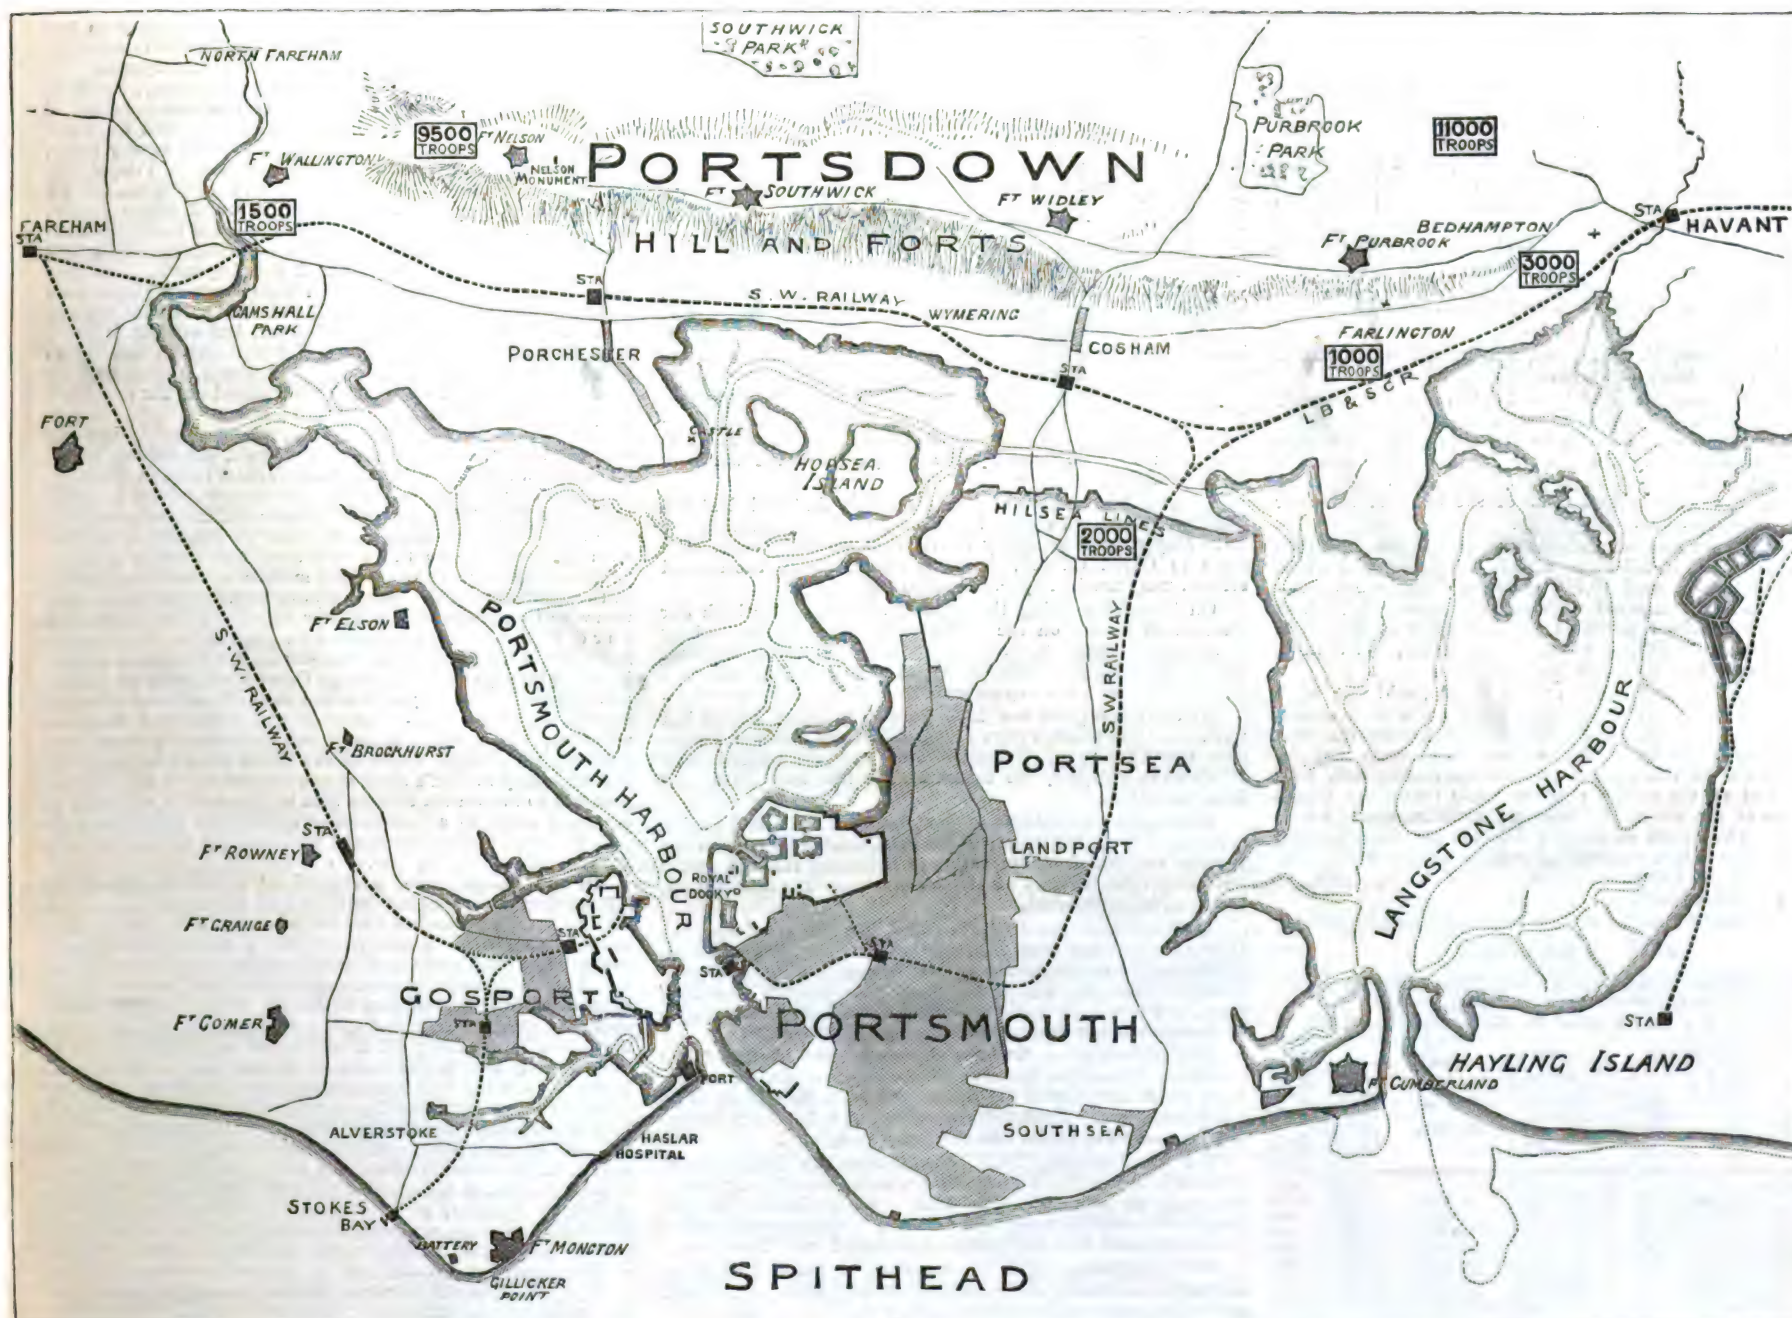 SOUTHWICK
PARK
NORTH FAREHAM
9500
TROOPS
FT NELSON
NELSON
MONUMENT
PORTSDOWN
PURBROOK
PARK
11000
TROOPS
FT WALLINGTON
FT SOUTHWICK
FT WIDLEY
1500
TROOPS
FAREHAM
STA
HILL AND FORTS
FT PURBROOK
BEDHAMPTON
STA
HAVANT
3000
TROOPS
STA
S. W. RAILWAY
WYMERING
CAMSHALL
PARK
PORCHESTER
COSHAM
STA
FARLINGTON
1000
TROOPS
LB & SCR
FORT
CASTLE
HORSEA
ISLAND
HILSEA LINES
2000
TROOPS
FT ELSON
PORTSMOUTH HARBOUR
S. W. RAILWAY
S W RAILWAY
FT BROCKHURST
PORTSEA
LANGSTONE HARBOUR
STA
FT ROWNEY
LANDPORT
ROYAL
DOCKYD
FT GRANGE
STA
STA
STA
GOSPORT
FT GOMER
STA
PORTSMOUTH
STA
HAYLING ISLAND
FORT
FT CUMBERLAND
ALVERSTOKE
HASLAR
HOSPITAL
SOUTHSEA
STOKES
BAY
BATTERY
FT MONCTON
GILLICKER
POINT
SPITHEAD